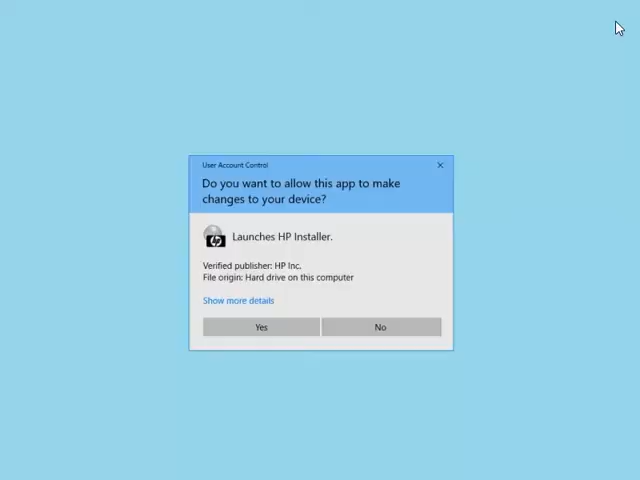 User Account Control
Do you want to allow this app to make
changes to your device?
hp
Launches HP Installer.
Verified publisher: HP Inc.
File origin: Hard drive on this computer
Show more details
Yes
No